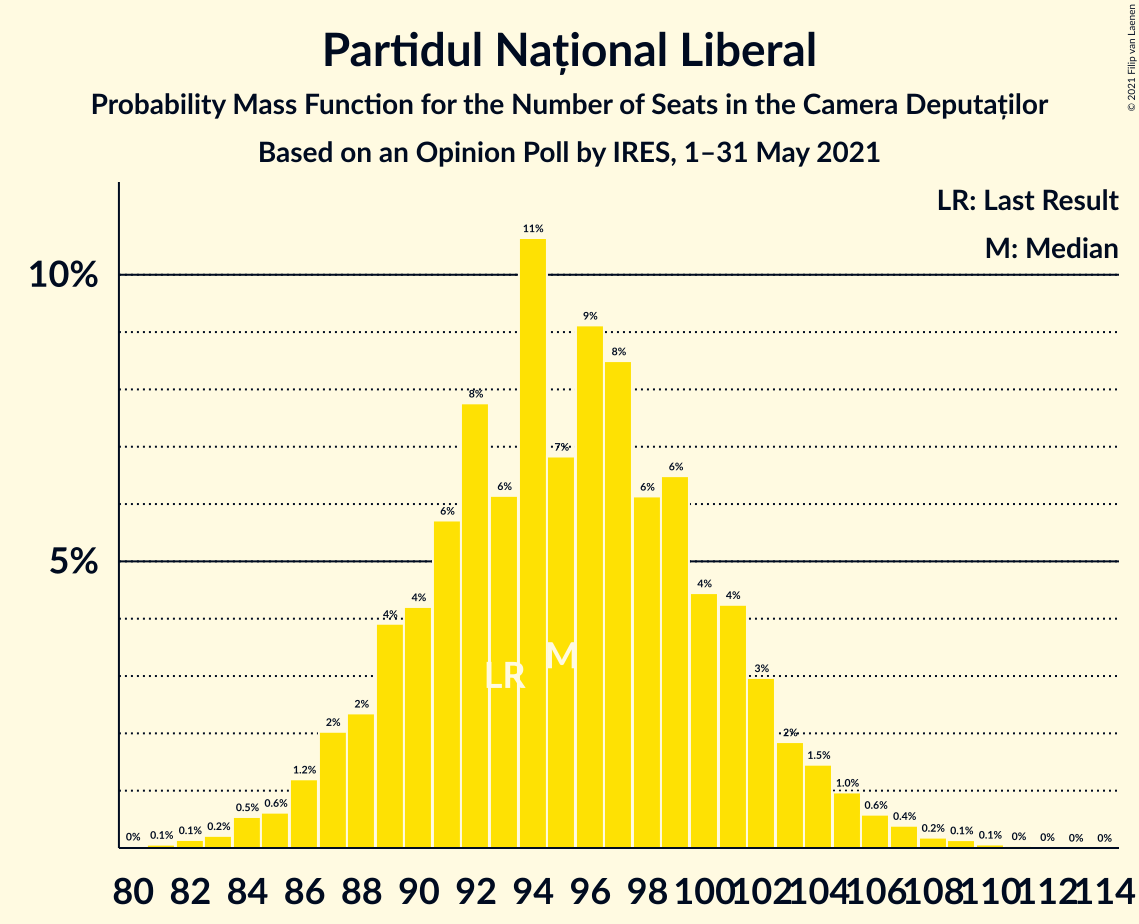 Partidul Național Liberal
Probability Mass Function for the Number of Seats in the Camera Deputaților
Based on an Opinion Poll by IRES, 1–31 May 2021
© 2021 Filip van Laenen
LR: Last Result
M: Median
10%
5%
0% 0.1% 0.1% 0.2% 0.5% 0.6% 1.2% 2% 2% 4% 4% 6% 8% 6% 11% 7% 9% 8% 6% 6% 4% 4% 3% 2% 1.5% 1.0% 0.6% 0.4% 0.2% 0.1% 0.1% 0% 0% 0% 0%
LR M
80 82 84 86 88 90 92 94 96 98 100 102 104 106 108 110 112 114